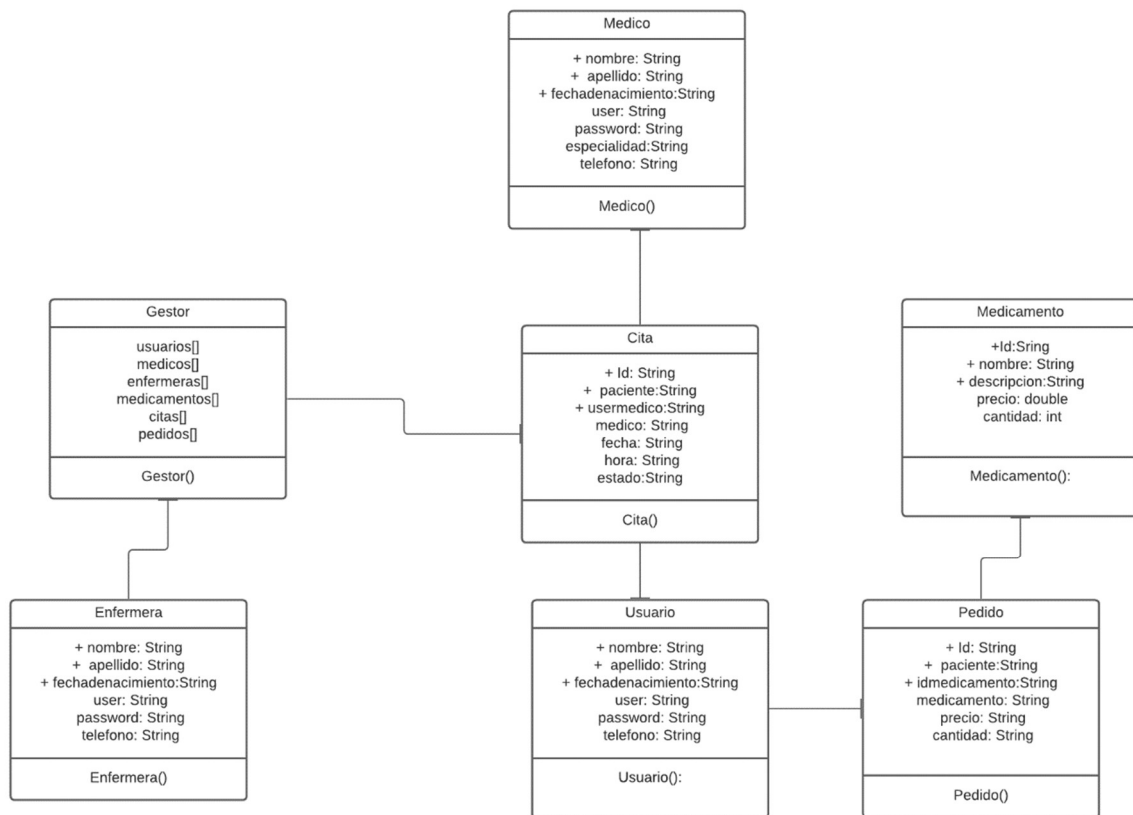 Medico
+ nombre: String
+ apellido: String
+ fechadenacimiento:String
user: String
password: String
especialidad:String
telefono: String
Medico()
Gestor
usuarios[]
medicos[]
enfermeras[]
medicamentos[]
citas[]
pedidos[]
Gestor()
Cita
+ Id: String
+ paciente:String
+ usermedico:String
medico: String
fecha: String
hora: String
estado:String
Cita()
Medicamento
+Id:Sring
+ nombre: String
+ descripcion:String
precio: double
cantidad: int
Medicamento():
Enfermera
+ nombre: String
+ apellido: String
+ fechadenacimiento:String
user: String
password: String
telefono: String
Enfermera()
Usuario
+ nombre: String
+ apellido: String
+ fechadenacimiento:String
user: String
password: String
telefono: String
Usuario():
Pedido
+ Id: String
+ paciente:String
+ idmedicamento:String
medicamento: String
precio: String
cantidad: String
Pedido()